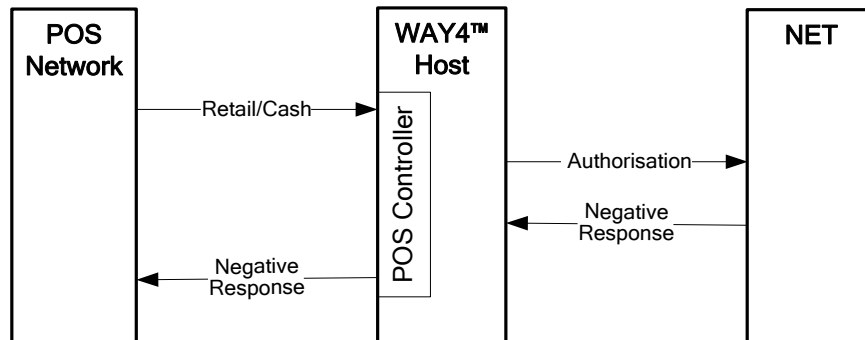 POS
Network
WAY4™
Host
NET
Retail/Cash
POS Controller
Authorisation
Negative
Response
Negative
Response